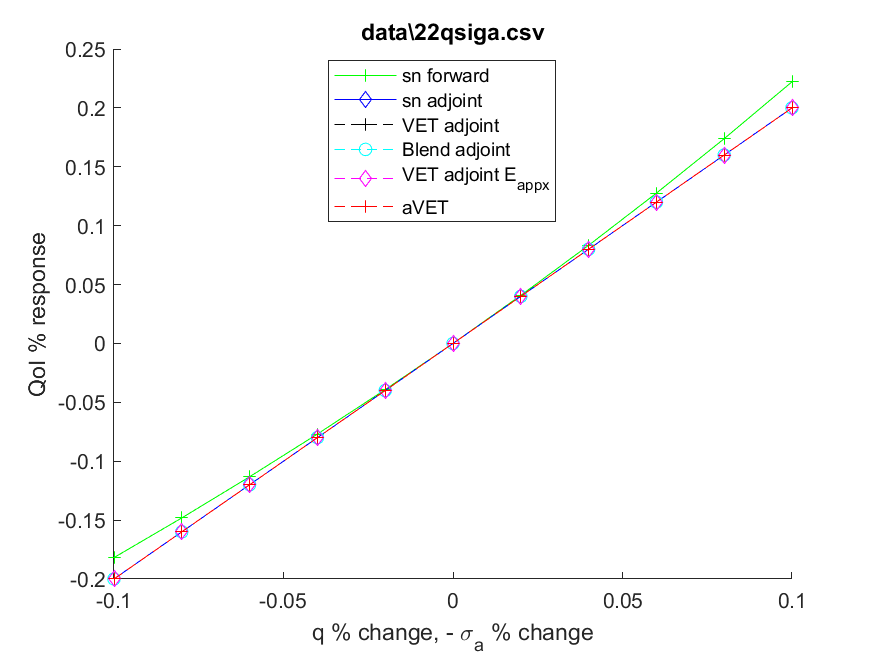 data\22qsiga.csv
sn forward
sn adjoint
VET adjoint
Blend adjoint
VET adjoint E_appx
aVET
0.25
0.2
0.15
0.1
0.05
0
-0.05
-0.1
-0.15
-0.2
QoI % response
-0.1
-0.05
0
0.05
0.1
q % change, - σ_a % change